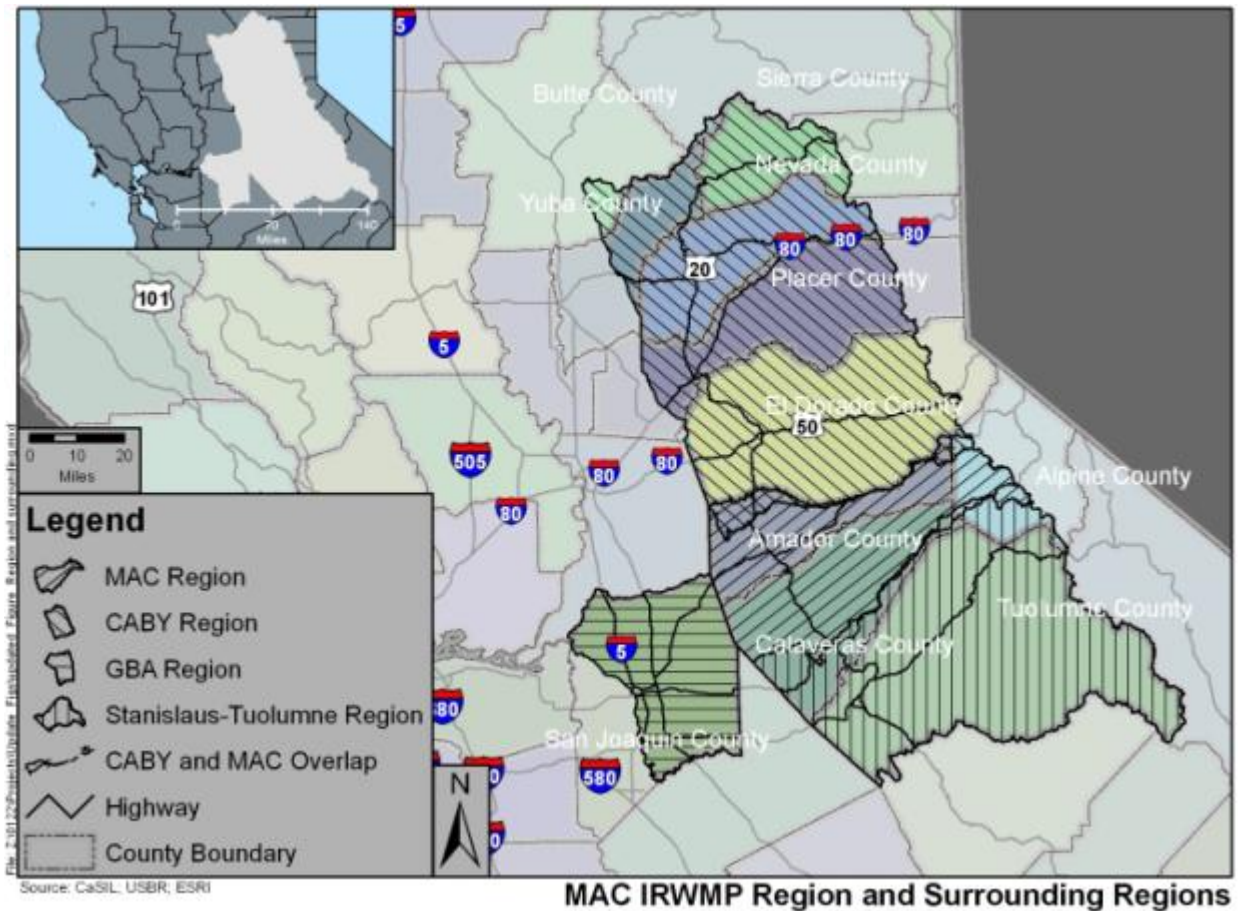 5
Sierra County
Butte County
Nevada County
Yuba County
0 70 140
Miles
80
80
80
20
Placer County
101
5
El Dorado County
50
0 10 20
Miles
505
80
80
80
Alpine County
Amador County
Tuolumne County
Calaveras County
5
San Joaquin County
580
Legend
MAC Region
CABY Region
GBA Region
Stanislaus-Tuolumne Region
CABY and MAC Overlap
Highway
County Boundary
N
Source: CaSIL; USBR; ESRI
MAC IRWMP Region and Surrounding Regions